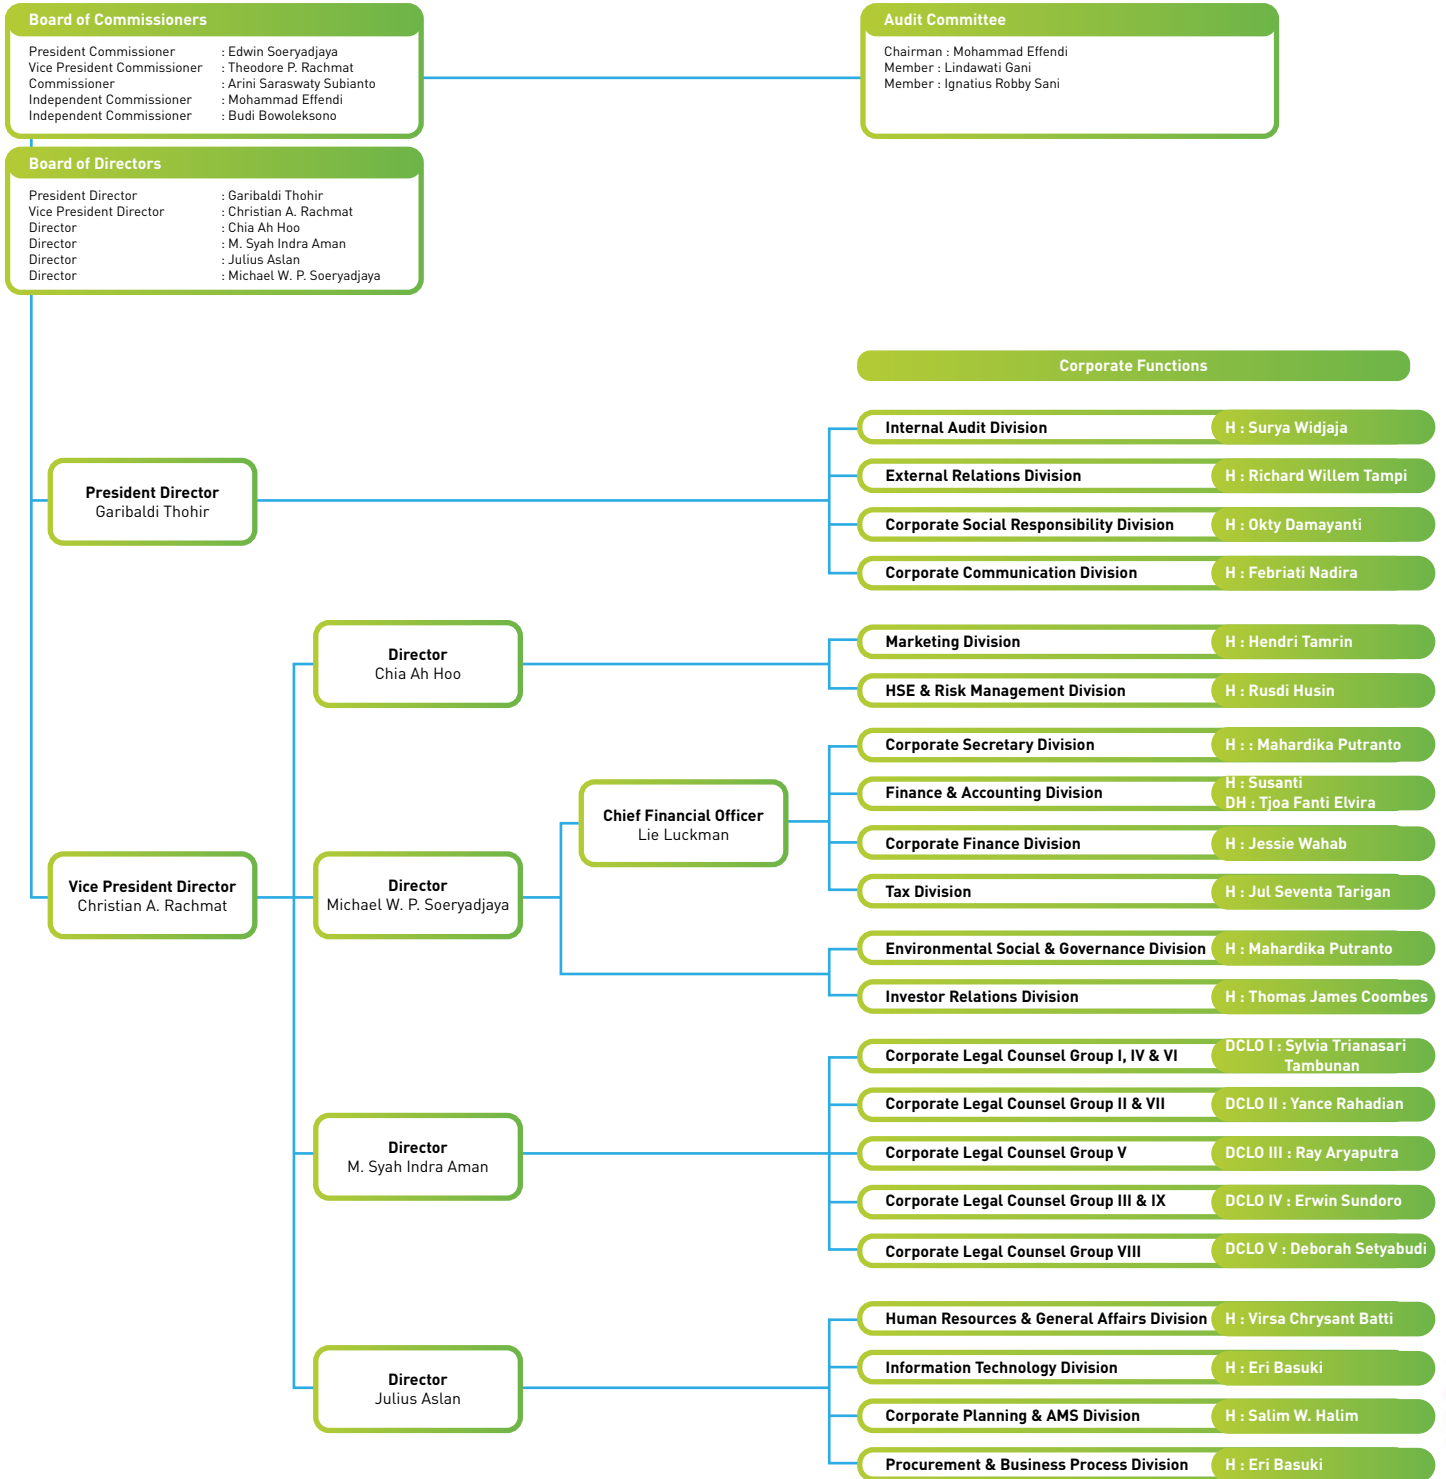 Board of Commissioners
President Commissioner : Edwin Soeryadjaya
Vice President Commissioner : Theodore P. Rachmat
Commissioner : Arini Saraswaty Subianto
Independent Commissioner : Mohammad Effendi
Independent Commissioner : Budi Bowoleksono
Audit Committee
Chairman : Mohammad Effendi
Member : Lindawati Gani
Member : Ignatius Robby Sani
Board of Directors
President Director : Garibaldi Thohir
Vice President Director : Christian A. Rachmat
Director : Chia Ah Hoo
Director : M. Syah Indra Aman
Director : Julius Aslan
Director : Michael W. P. Soeryadjaya
Corporate Functions
President Director
Garibaldi Thohir
Internal Audit Division H : Surya Widjaja
External Relations Division H : Richard Willem Tampi
Corporate Social Responsibility Division H : Okty Damayanti
Corporate Communication Division H : Febriati Nadira
Vice President Director
Christian A. Rachmat
Director
Chia Ah Hoo
Marketing Division H : Hendri Tamrin
HSE & Risk Management Division H : Rusdi Husin
Director
Michael W. P. Soeryadjaya
Chief Financial Officer
Lie Luckman
Corporate Secretary Division H : : Mahardika Putranto
Finance & Accounting Division H : Susanti
DH : Tjoa Fanti Elvira
Corporate Finance Division H : Jessie Wahab
Tax Division H : Jul Seventa Tarigan
Environmental Social & Governance Division H : Mahardika Putranto
Investor Relations Division H : Thomas James Coombes
Director
M. Syah Indra Aman
Corporate Legal Counsel Group I, IV & VI DCLO I : Sylvia Trianasari
Tambunan
Corporate Legal Counsel Group II & VII DCLO II : Yance Rahadian
Corporate Legal Counsel Group V DCLO III : Ray Aryaputra
Corporate Legal Counsel Group III & IX DCLO IV : Erwin Sundoro
Corporate Legal Counsel Group VIII DCLO V : Deborah Setyabudi
Director
Julius Aslan
Human Resources & General Affairs Division H : Virsa Chrysant Batti
Information Technology Division H : Eri Basuki
Corporate Planning & AMS Division H : Salim W. Halim
Procurement & Business Process Division H : Eri Basuki